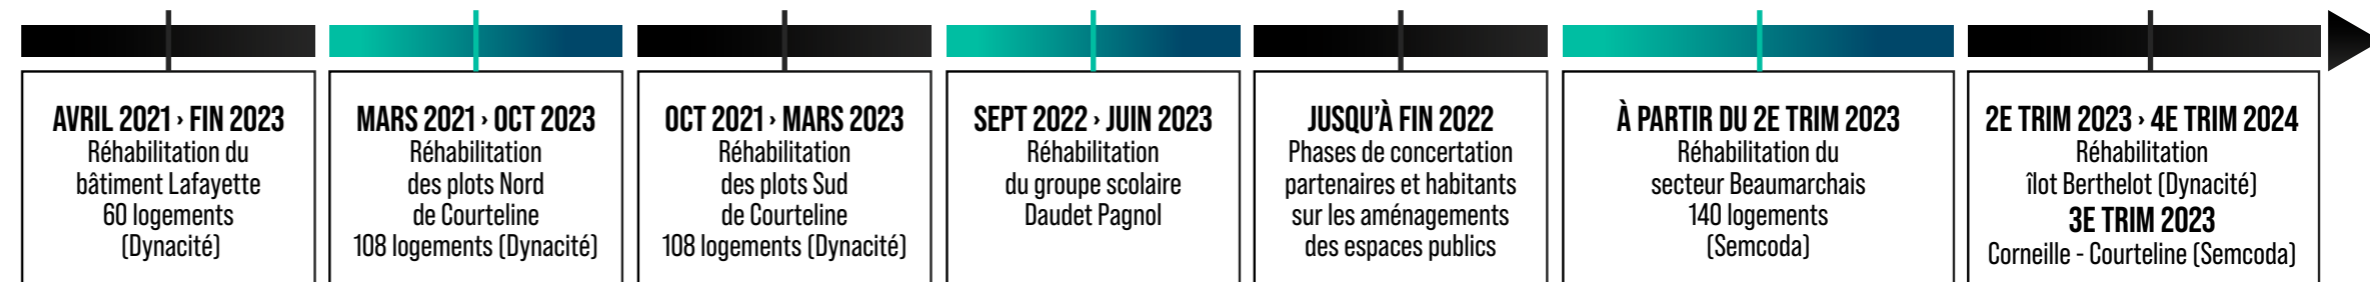 AVRIL 2021 › FIN 2023
Réhabilitation du
bâtiment Lafayette
60 logements
(Dynacité)
MARS 2021 › OCT 2023
Réhabilitation
des plots Nord
de Courteline
108 logements (Dynacité)
OCT 2021 › MARS 2023
Réhabilitation
des plots Sud
de Courteline
108 logements (Dynacité)
SEPT 2022 › JUIN 2023
Réhabilitation
du groupe scolaire
Daudet Pagnol
JUSQU’À FIN 2022
Phases de concertation
partenaires et habitants
sur les aménagements
des espaces publics
À PARTIR DU 2E TRIM 2023
Réhabilitation du
secteur Beaumarchais
140 logements
(Semcoda)
2E TRIM 2023 › 4E TRIM 2024
Réhabilitation
îlot Berthelot (Dynacité)
3E TRIM 2023
Corneille - Courteline (Semcoda)